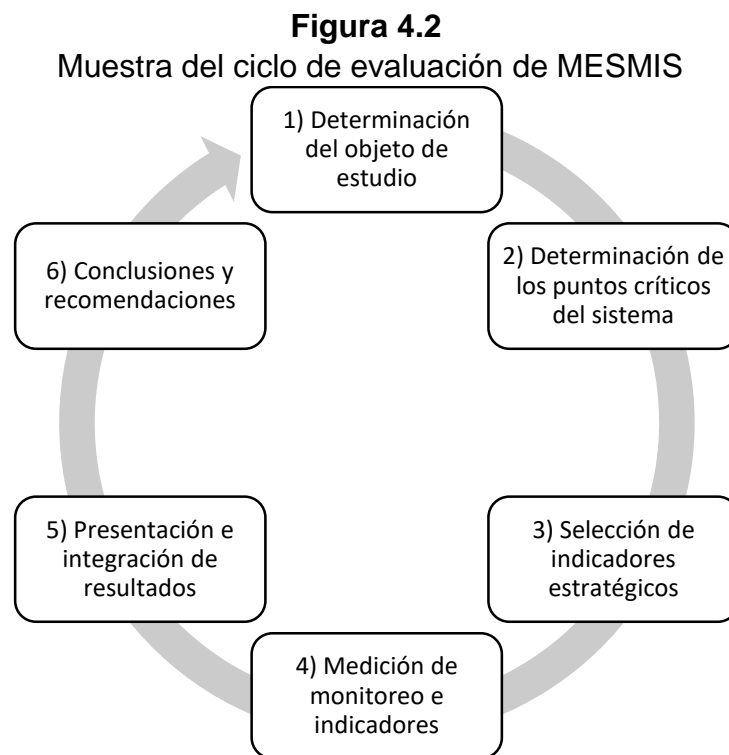 Figura 4.2
Muestra del ciclo de evaluación de MESMIS
1) Determinación
del objeto de
estudio
2) Determinación de
los puntos críticos
del sistema
3) Selección de
indicadores
estratégicos
4) Medición de
monitoreo e
indicadores
5) Presentación e
integración de
resultados
6) Conclusiones y
recomendaciones